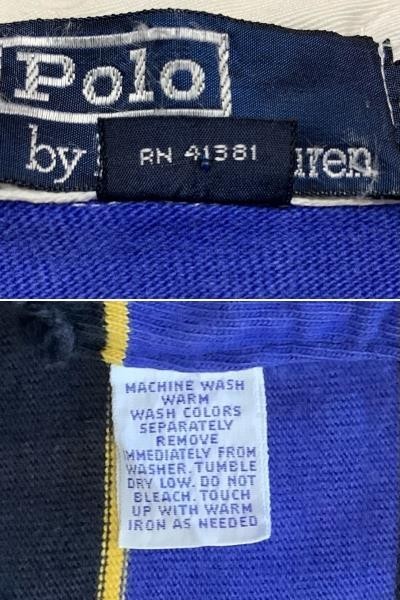 Polo
by
RN 41381
uren
MACHINE WASH
WARM
WASH COLORS
SEPARATELY
REMOVE
MMEDIATELY FROM
WASHER. TUMBLE
DRY LOW. DO NOT
BLEACH. TOUCH
UP WITH WARM
IRON AS NEEDED